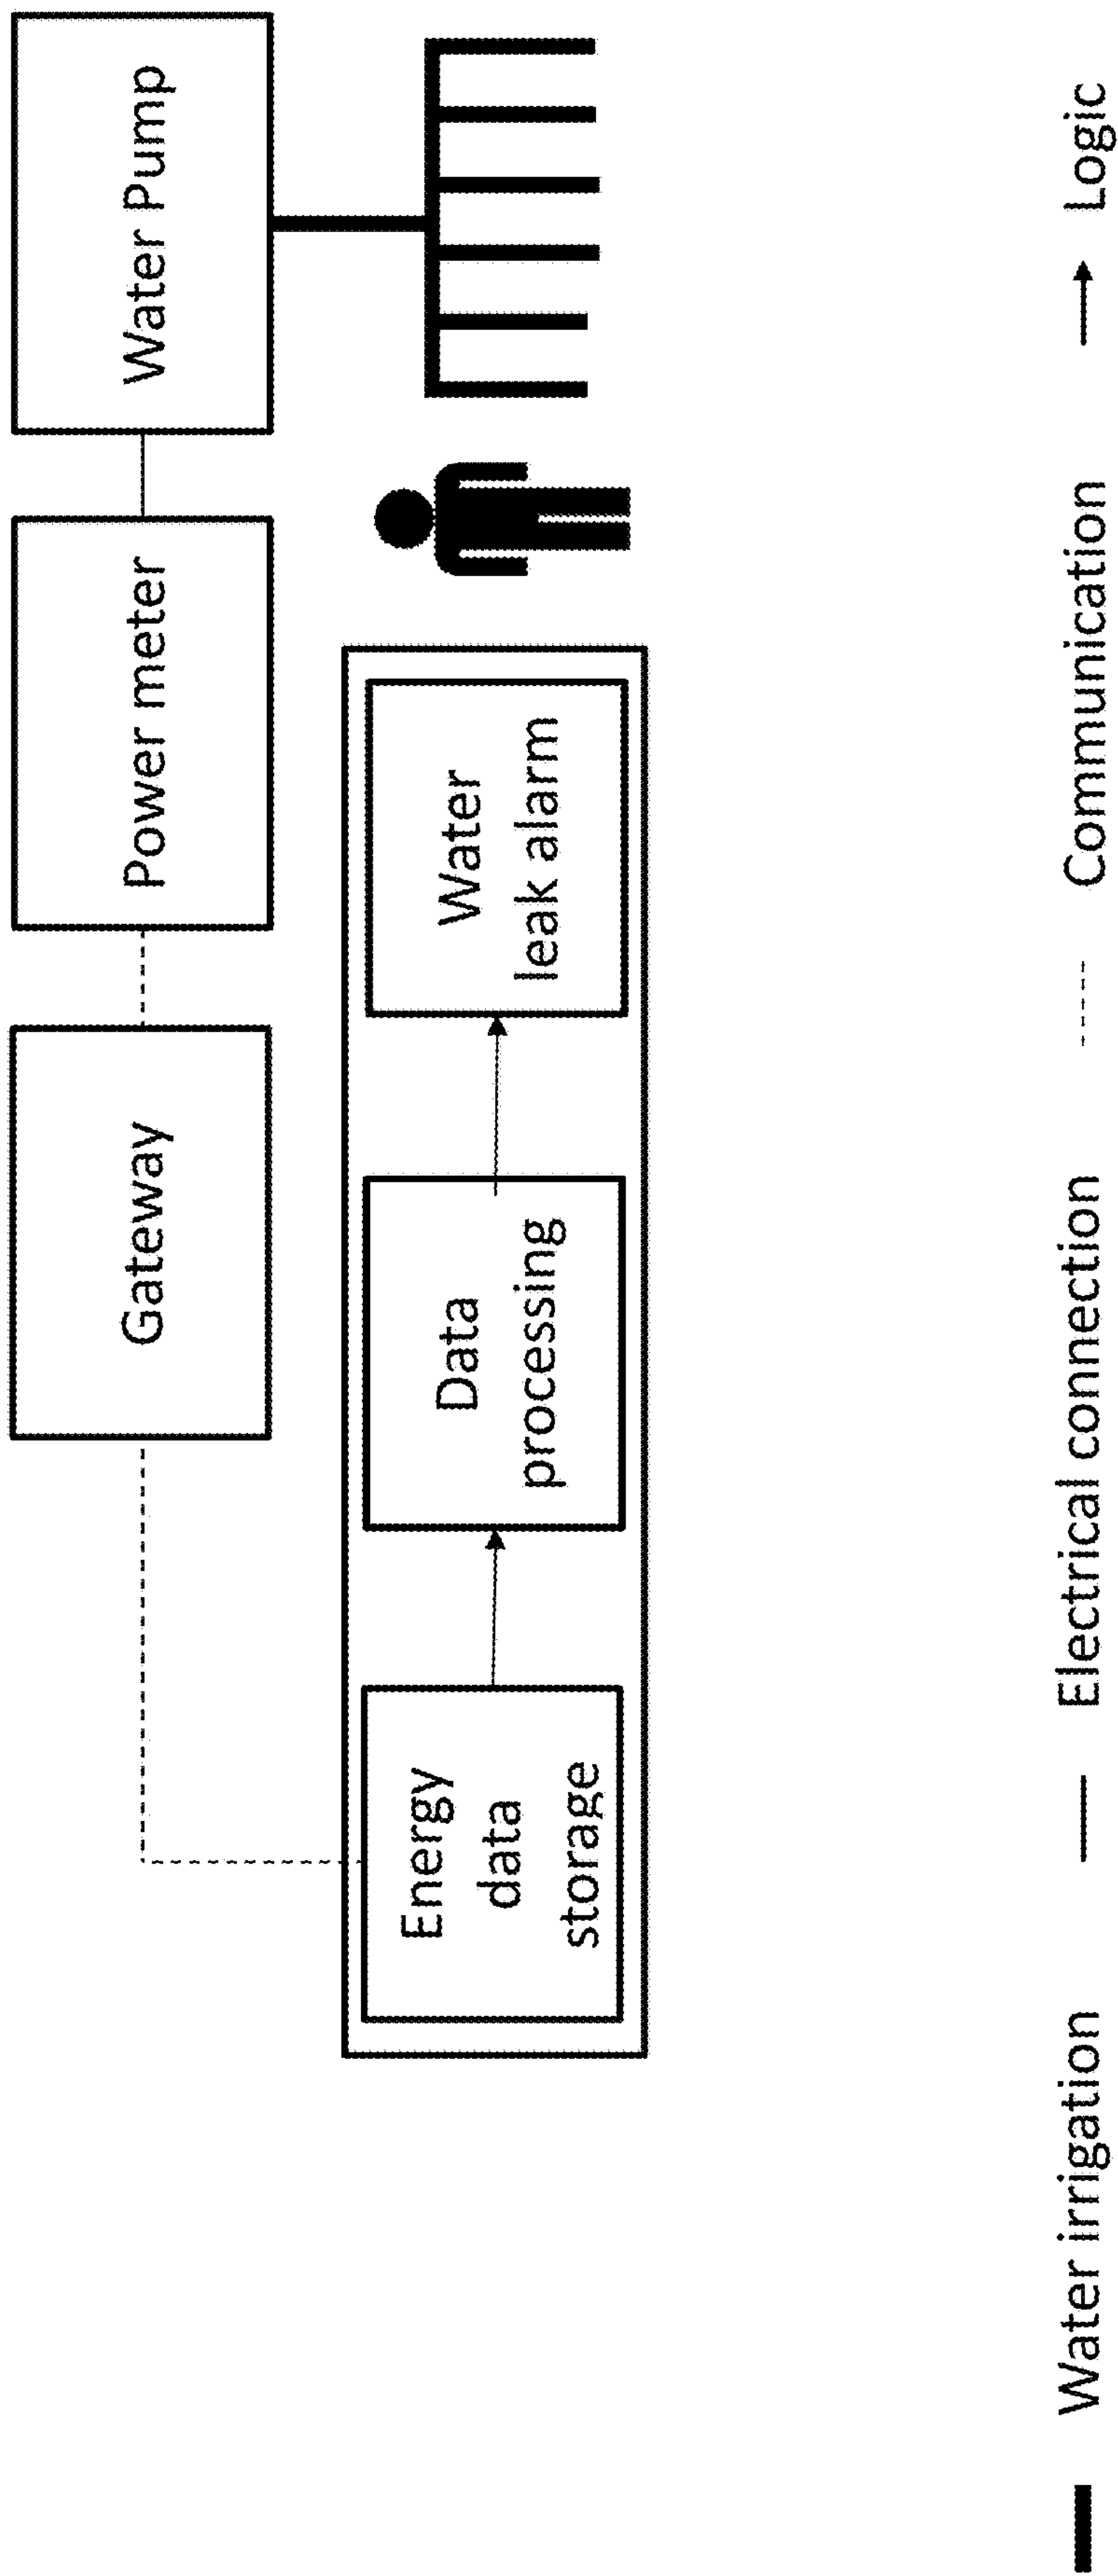 Gateway
Power meter
Water Pump
Energy
data
storage
Data
processing
Water
leak alarm
Water irrigation
Electrical connection
Communication
Logic